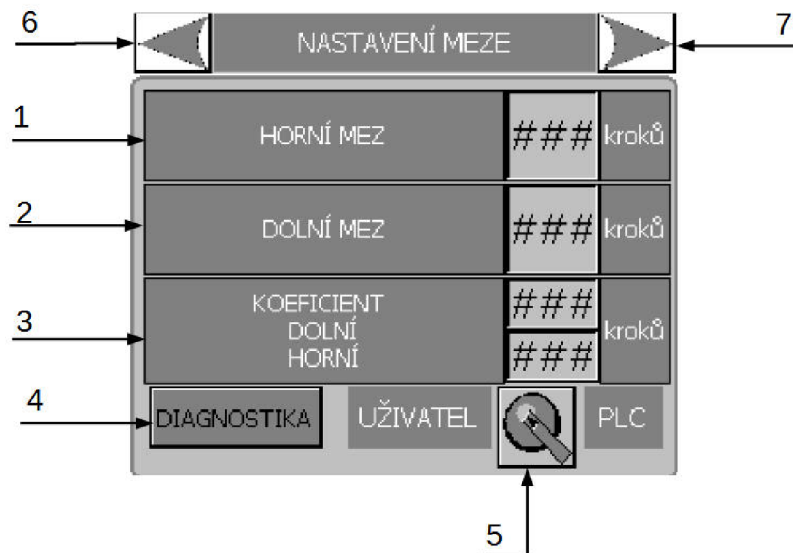 6
NASTAVENÍ MEZE
7
1
HORNÍ MEZ
###
kroků
2
DOLNÍ MEZ
###
kroků
3
KOEFICIENT
DOLNÍ
HORNÍ
###
###
kroků
4
DIAGNOSTIKA
UŽIVATEL
PLC
5